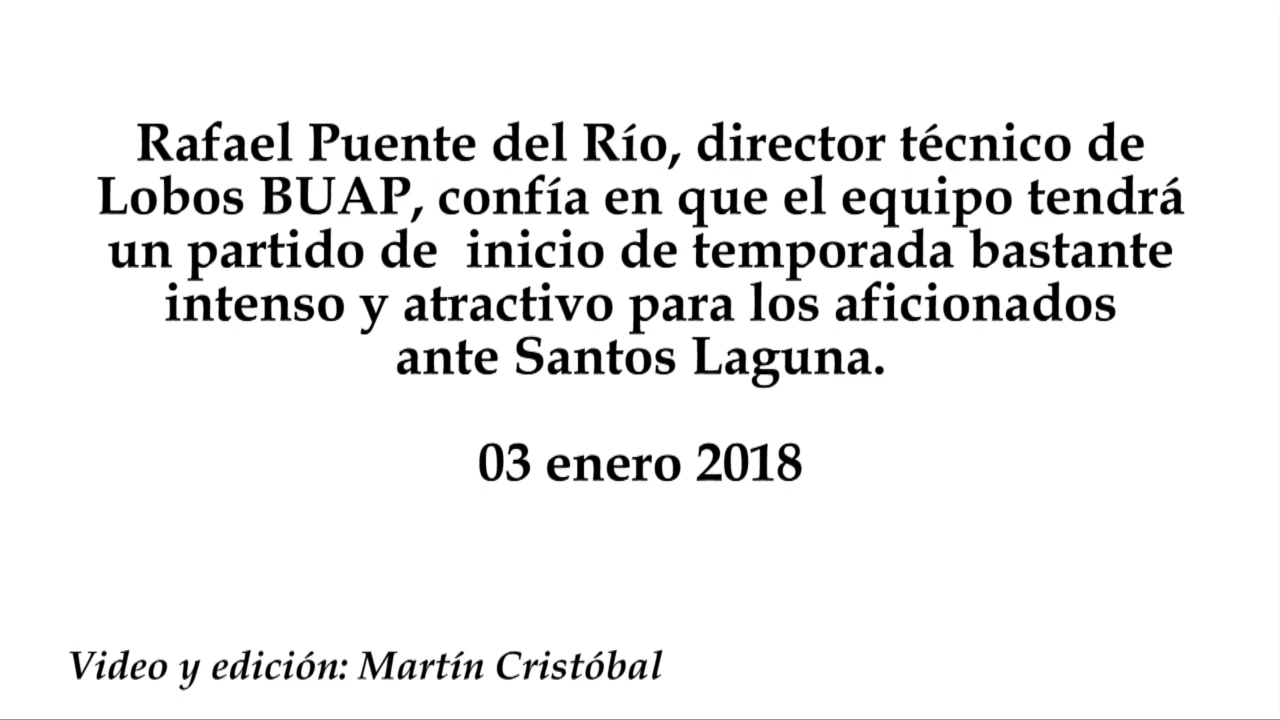 Rafael Puente del Río, director técnico de
Lobos BUAP, confía en que el equipo tendrá
un partido de  inicio de temporada bastante
intenso y atractivo para los aficionados
ante Santos Laguna.
03 enero 2018
Video y edición: Martín Cristóbal